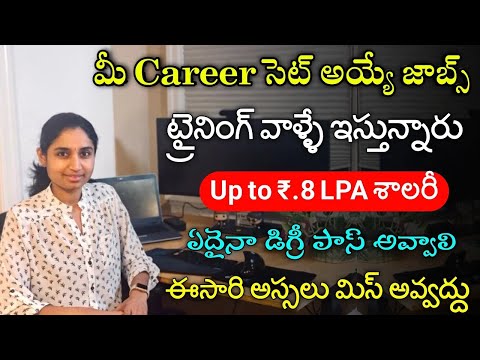 మీ Career సెట్ అయ్యే జాబ్స్
ట్రైనింగ్ వాళ్ళే ఇస్తున్నారు
Up to ₹.8 LPA శాలరీ
ఏదైనా డిగ్రీ పాస్ అవ్వాలి
ఈసారి అస్సలు మిస్ అవ్వద్దు